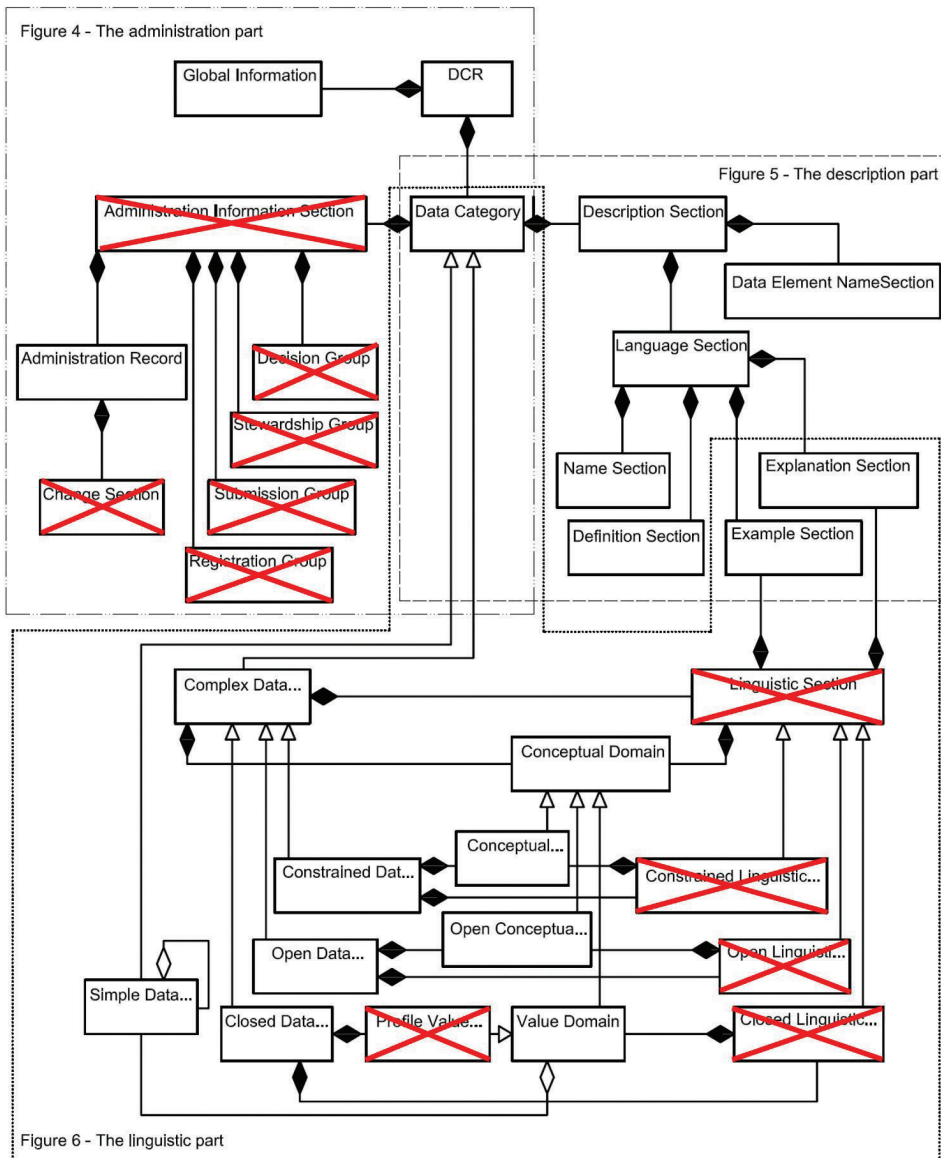 Figure 4 - The administration part
Global Information
DCR
Figure 5 - The description part
Administration Information Section
Data Category
Description Section
Data Element NameSection
Administration Record
Decision Group
Language Section
Stewardship Group
Name Section
Explanation Section
Change Section
Submission Group
Definition Section
Example Section
Registration Group
Complex Data...
Linguistic Section
Conceptual Domain
Conceptual...
Constrained Dat...
Constrained Linguistic...
Open Conceptua...
Open Data...
Open Linguisti...
Simple Data...
Closed Data...
Profile Value...
Value Domain
Closed Linguistic...
Figure 6 - The linguistic part